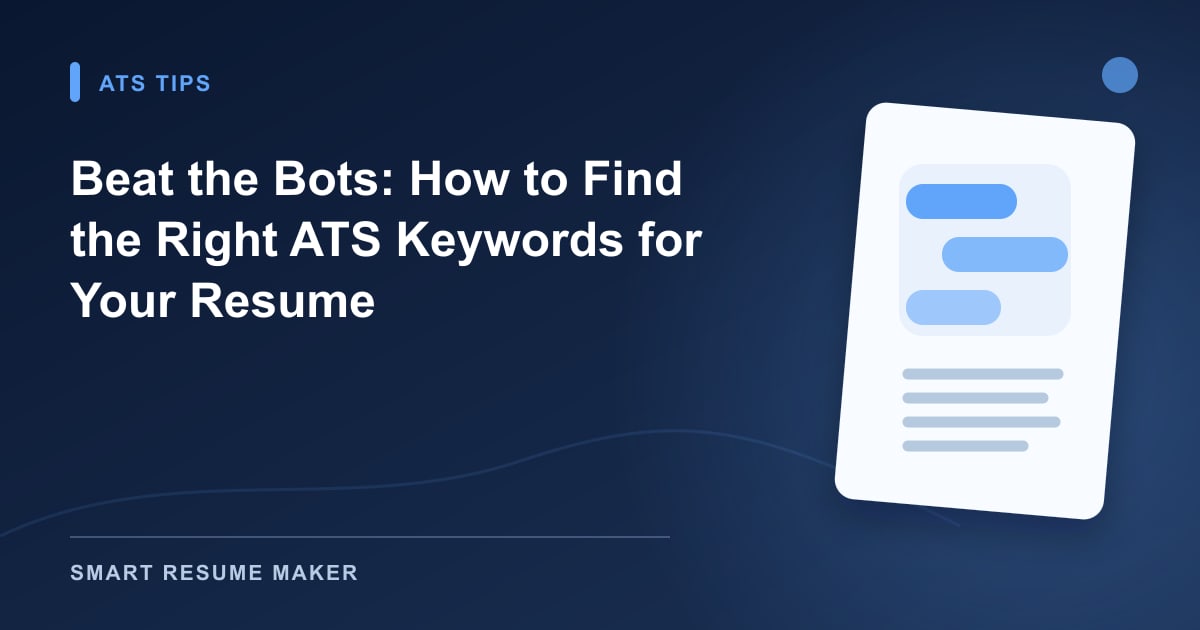 ATS TIPS
Beat the Bots: How to Find
the Right ATS Keywords for
Your Resume
SMART RESUME MAKER